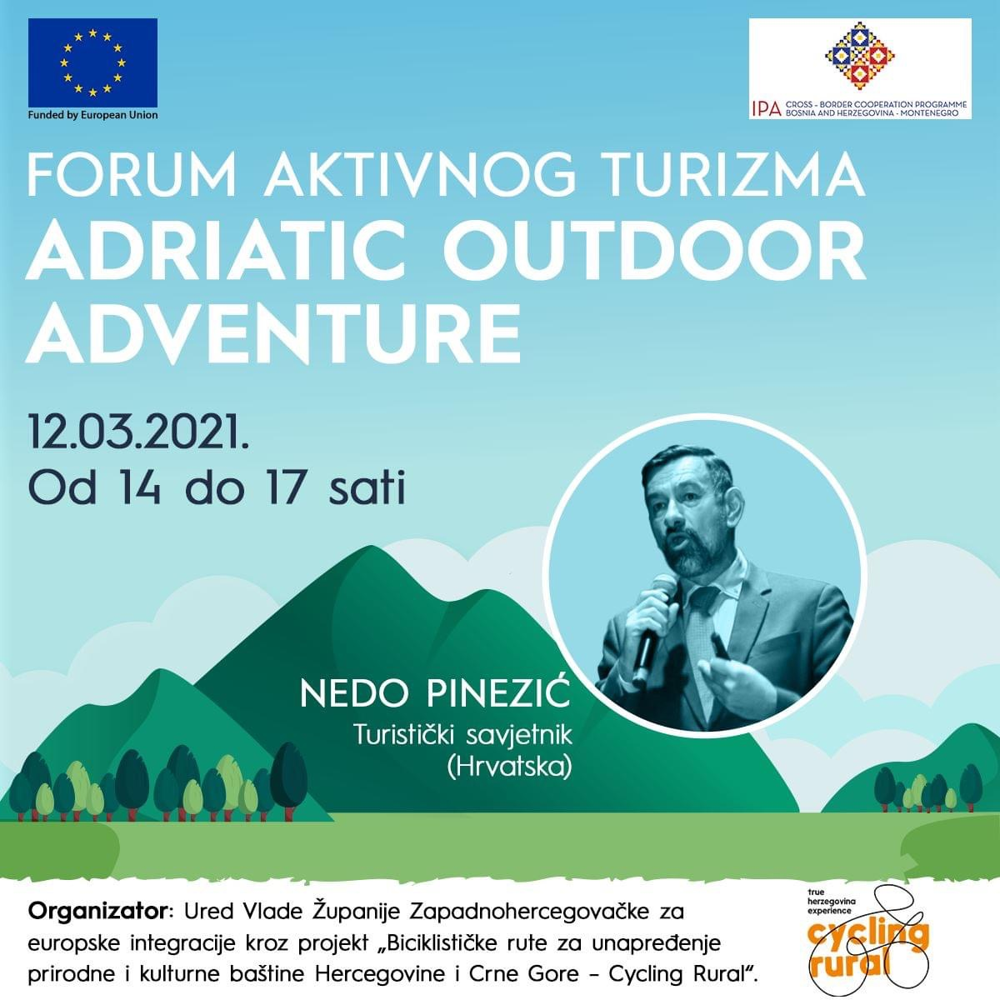 Funded by European Union
IPA CROSS - BORDER COOPERATION PROGRAMME
BOSNIA AND HERZEGOVINA - MONTENEGRO
FORUM AKTIVNOG TURIZMA
ADRIATIC OUTDOOR
ADVENTURE
12.03.2021.
Od 14 do 17 sati
NEDO PINEZIĆ
Turistički savjetnik
(Hrvatska)
Organizator: Ured Vlade Županije Zapadnohercegovačke za
europske integracije kroz projekt „Biciklističke rute za unapređenje
prirodne i kulturne baštine Hercegovine i Crne Gore – Cycling Rural“.
true
herzegovina
experience
cycling
rural